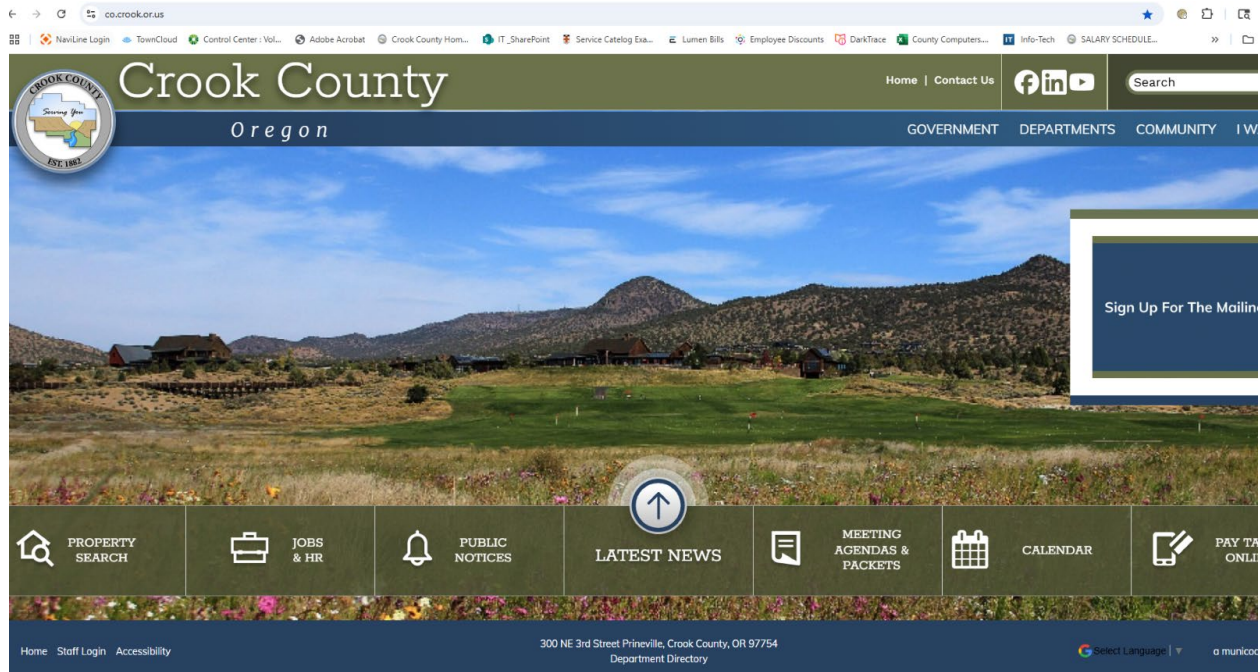 co.crook.or.us
NaviLine Login TownCloud Control Center : Vol... Adobe Acrobat Crook County Hom... IT_SharePoint Service Catelog Exa... Lumen Bills Employee Discounts DarkTrace County Computers.... Info-Tech SALARY SCHEDULE...
CROOK COUNTY
Serving You
EST. 1882
Crook County
Oregon
Home | Contact Us
Search
GOVERNMENT DEPARTMENTS COMMUNITY I W
Sign Up For The Mailin
PROPERTY
SEARCH
JOBS
& HR
PUBLIC
NOTICES
LATEST NEWS
MEETING
AGENDAS &
PACKETS
CALENDAR
PAY TA
ONLI
Home Staff Login Accessibility
300 NE 3rd Street Prineville, Crook County, OR 97754
Department Directory
Select Language
a municod